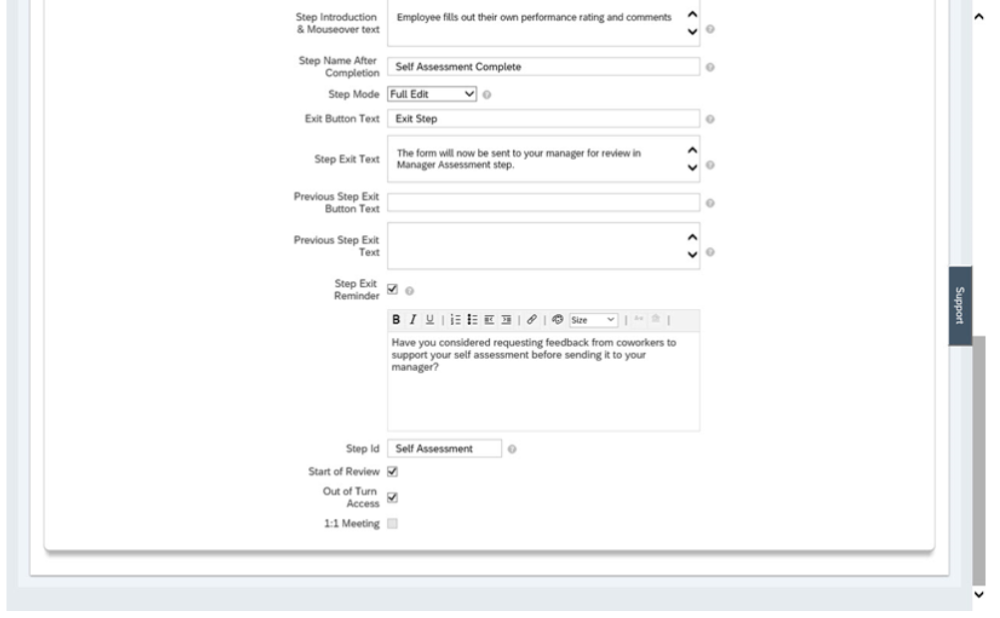 Step Introduction
& Mouseover text
Employee fills out their own performance rating and comments
Step Name After
Completion
Self Assessment Complete
Step Mode
Full Edit
Exit Button Text
Exit Step
Step Exit Text
The form will now be sent to your manager for review in
Manager Assessment step.
Previous Step Exit
Button Text
Previous Step Exit
Text
Step Exit
Reminder
B I U Size
Have you considered requesting feedback from coworkers to
support your self assessment before sending it to your
manager?
Step Id
Self Assessment
Start of Review
Out of Turn
Access
1:1 Meeting
Support